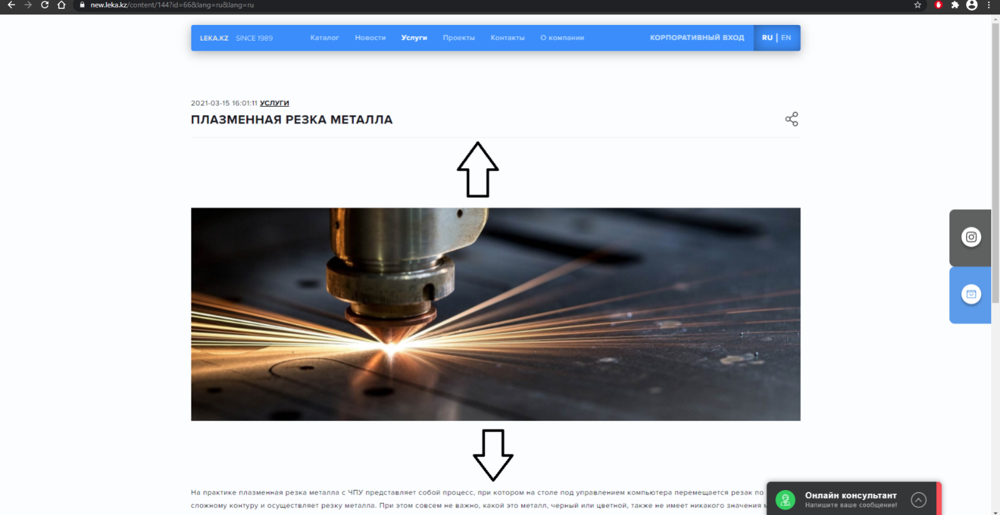 new.leka.kz/content/144?id=66&lang=ru&lang=ru
LEKA.KZ SINCE 1989 Каталог Новости Услуги Проекты Контакты О компании КОРПОРАТИВНЫЙ ВХОД RU | EN
2021-03-15 16:01:11 УСЛУГИ
ПЛАЗМЕННАЯ РЕЗКА МЕТАЛЛА
На практике плазменная резка металла с ЧПУ представляет собой процесс, при котором на столе под управлением компьютера перемещается резак по
сложному контуру и осуществляет резку металла. При этом совсем не важно, какой это металл, черный или цветной, также не имеет никакого значения
Онлайн консультант
Напишите ваше сообщение!